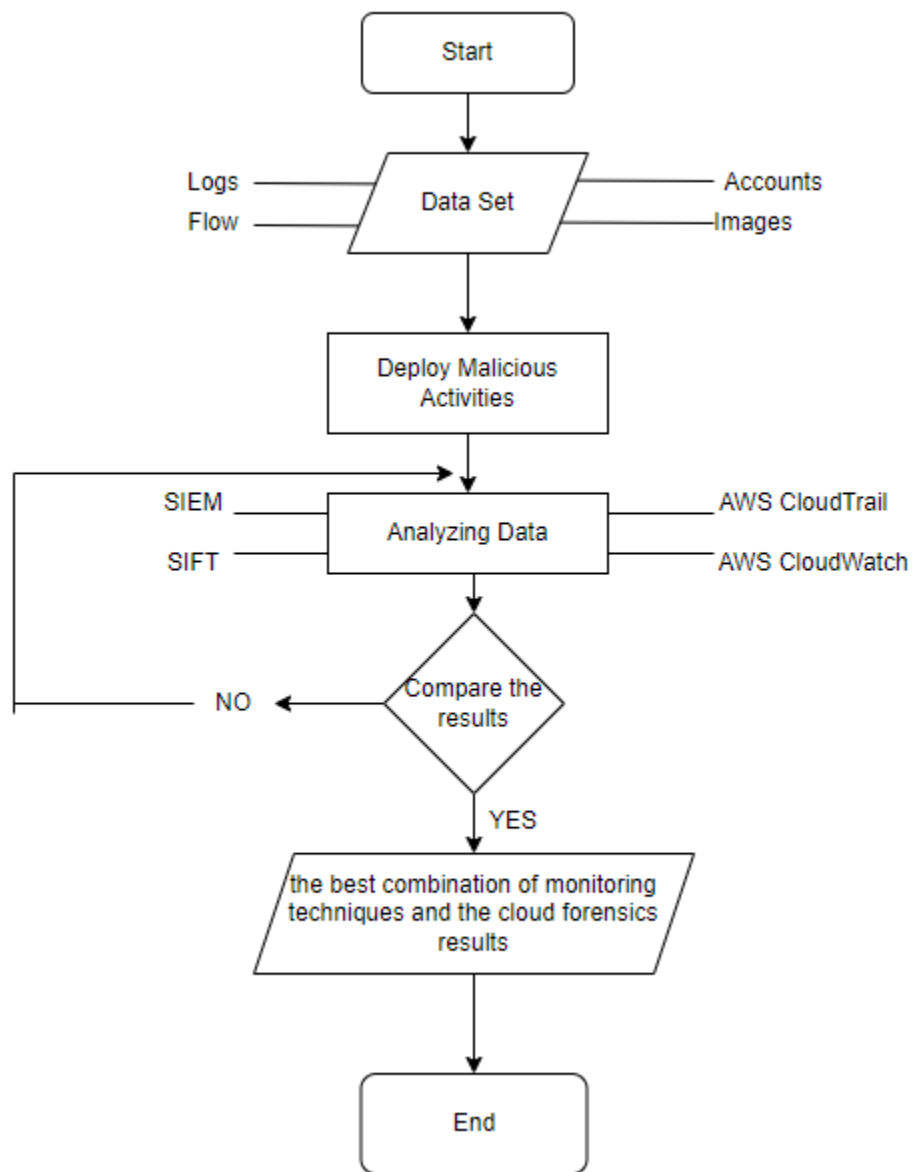 Start
Logs
Accounts
Data Set
Flow
Images
Deploy Malicious
Activities
SIEM
AWS CloudTrail
Analyzing Data
SIFT
AWS CloudWatch
Compare the
results
NO
YES
the best combination of monitoring
techniques and the cloud forensics
results
End